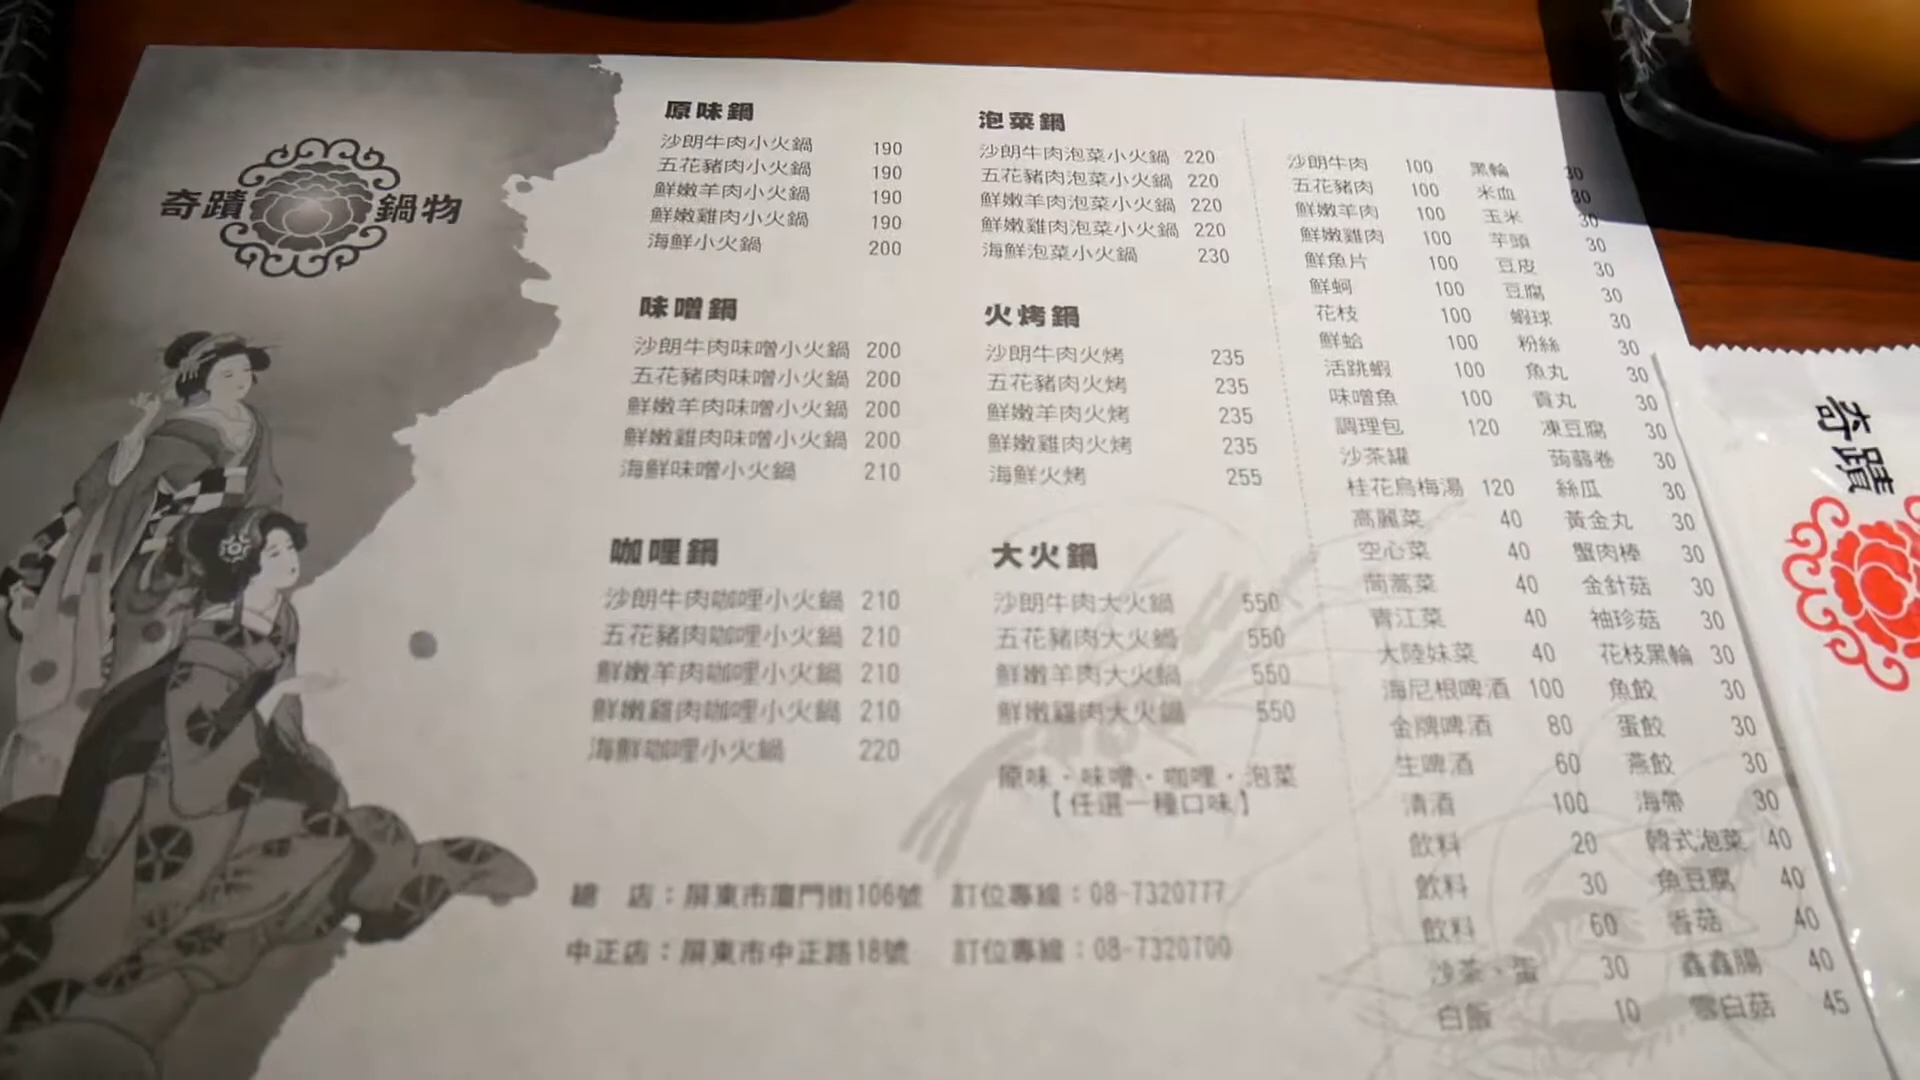 奇蹟 鍋物
原味鍋
沙朗牛肉小火鍋 190
五花豬肉小火鍋 190
鮮嫩羊肉小火鍋 190
鮮嫩雞肉小火鍋 190
海鮮小火鍋 200
味噌鍋
沙朗牛肉味噌小火鍋 200
五花豬肉味噌小火鍋 200
鮮嫩羊肉味噌小火鍋 200
鮮嫩雞肉味噌小火鍋 200
海鮮味噌小火鍋 210
咖哩鍋
沙朗牛肉咖哩小火鍋 210
五花豬肉咖哩小火鍋 210
鮮嫩羊肉咖哩小火鍋 210
鮮嫩雞肉咖哩小火鍋 210
海鮮咖哩小火鍋 220
泡菜鍋
沙朗牛肉泡菜小火鍋 220
五花豬肉泡菜小火鍋 220
鮮嫩羊肉泡菜小火鍋 220
鮮嫩雞肉泡菜小火鍋 220
海鮮泡菜小火鍋 230
火烤鍋
沙朗牛肉火烤 235
五花豬肉火烤 235
鮮嫩羊肉火烤 235
鮮嫩雞肉火烤 235
海鮮火烤 255
大火鍋
沙朗牛肉大火鍋 550
五花豬肉大火鍋 550
鮮嫩羊肉大火鍋 550
鮮嫩雞肉大火鍋 550
原味·味噌·咖哩·泡菜
【任選一種口味】
沙朗牛肉 100
五花豬肉 100
鮮嫩羊肉 100
鮮嫩雞肉 100
鮮魚片 100
鮮蚵 100
花枝 100
鮮蛤 100
活跳蝦 100
味噌魚 100
調理包 120
沙茶罐
桂花烏梅湯 120
高麗菜 40
空心菜 40
茼蒿菜 40
青江菜 40
大陸妹菜 40
海尼根啤酒 100
金牌啤酒 80
生啤酒 60
清酒 100
飲料 20
飲料 30
飲料 60
沙茶、蛋 30
白飯 10
黑輪 30
米血 30
玉米 30
芋頭 30
豆皮 30
豆腐 30
蝦球 30
粉絲 30
魚丸 30
貢丸 30
凍豆腐 30
蒟蒻卷 30
絲瓜 30
黃金丸 30
蟹肉棒 30
金針菇 30
袖珍菇 30
花枝黑輪 30
魚餃 30
蛋餃 30
燕餃 30
海帶 30
韓式泡菜 40
魚豆腐 40
香菇 40
鑫鑫腸 40
雪白菇 45
總 店：屏東市廈門街106號 訂位專線：08-7320777
中正店：屏東市中正路18號 訂位專線：08-7320700
奇蹟